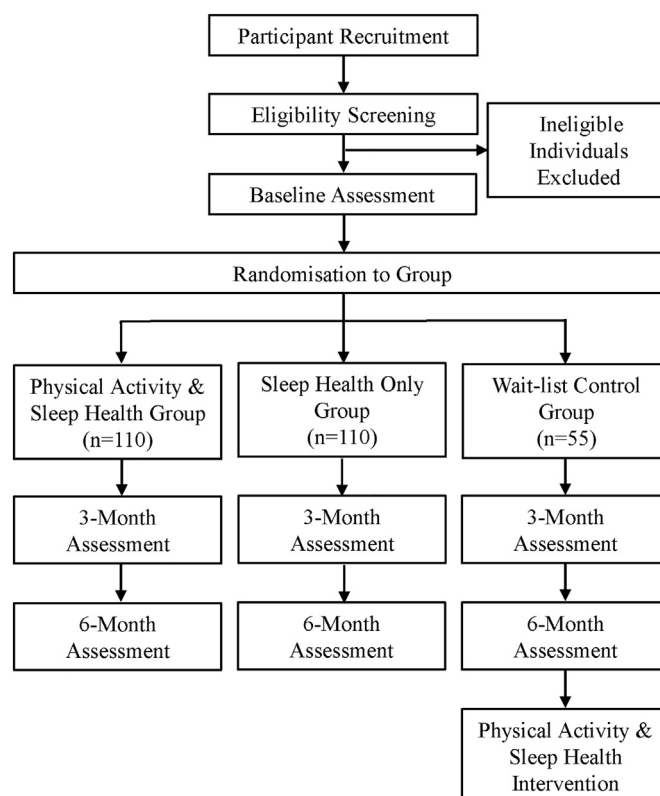 Participant Recruitment
Eligibility Screening
Ineligible
Individuals
Excluded
Baseline Assessment
Randomisation to Group
Physical Activity &
Sleep Health Group
(n=110)
Sleep Health Only
Group
(n=110)
Wait-list Control
Group
(n=55)
3-Month
Assessment
3-Month
Assessment
3-Month
Assessment
6-Month
Assessment
6-Month
Assessment
6-Month
Assessment
Physical Activity &
Sleep Health
Intervention